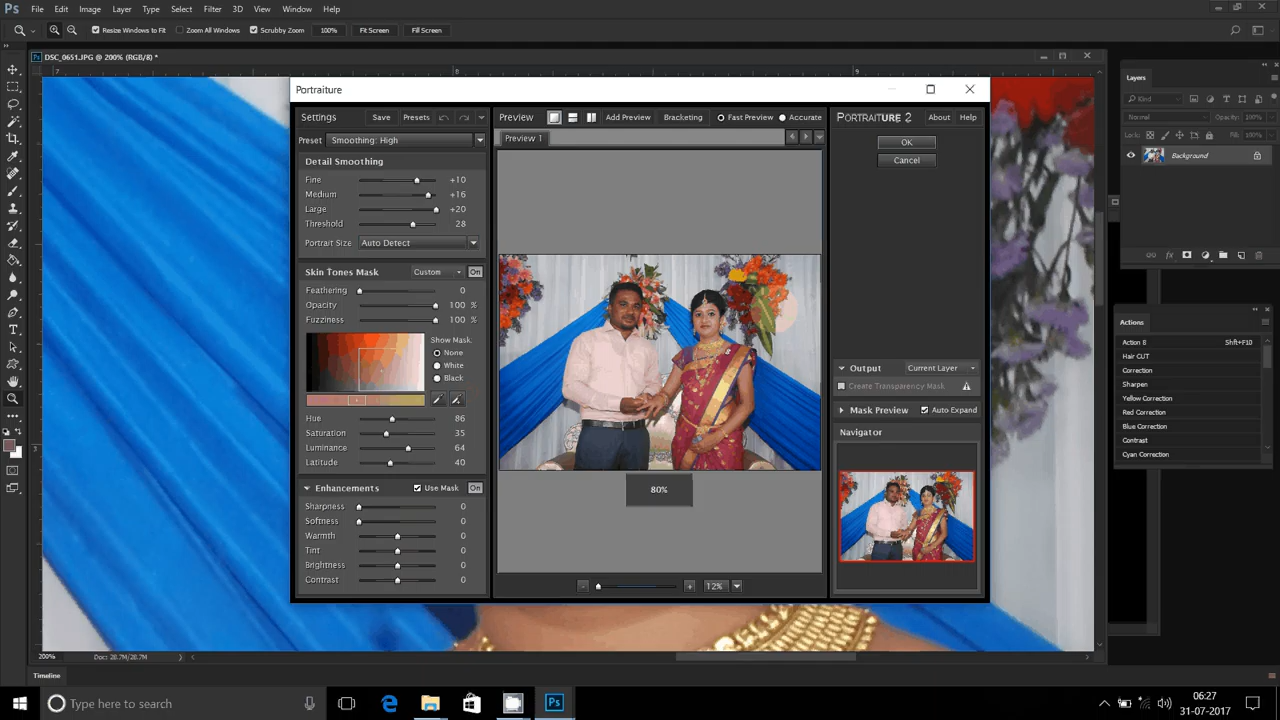 Ps File Edit Image Layer Type Select Filter 3D View Window Help
Resize Windows to Fit Zoom All Windows Scrubby Zoom 100% Fit Screen Fill Screen
DSC_0651.JPG @ 200% (RGB/8) *
7 8 9
Portraiture
Settings Save Presets
Preset Smoothing: High
Detail Smoothing
Fine +10
Medium +16
Large +20
Threshold 28
Portrait Size Auto Detect
Skin Tones Mask Custom On
Feathering 0
Opacity 100 %
Fuzziness 100 %
Show Mask:
None
White
Black
Hue 86
Saturation 35
Luminance 64
Latitude 40
Enhancements Use Mask On
Sharpness 0
Softness 0
Warmth 0
Tint 0
Brightness 0
Contrast 0
Preview Add Preview Bracketing Fast Preview Accurate
Preview 1
80%
- + 12%
PORTRAITURE 2 About Help
OK
Cancel
Output Current Layer
Create Transparency Mask
Mask Preview Auto Expand
Navigator
Layers
Kind
Normal Opacity: 100%
Lock: Fill: 100%
Background
fx
Actions
Action 8 Shft+F10
Hair CUT
Correction
Sharpen
Yellow Correction
Red Correction
Blue Correction
Contrast
Cyan Correction
200% Doc: 28.7M/28.7M
Timeline
Type here to search
Ps
06:27
31-07-2017